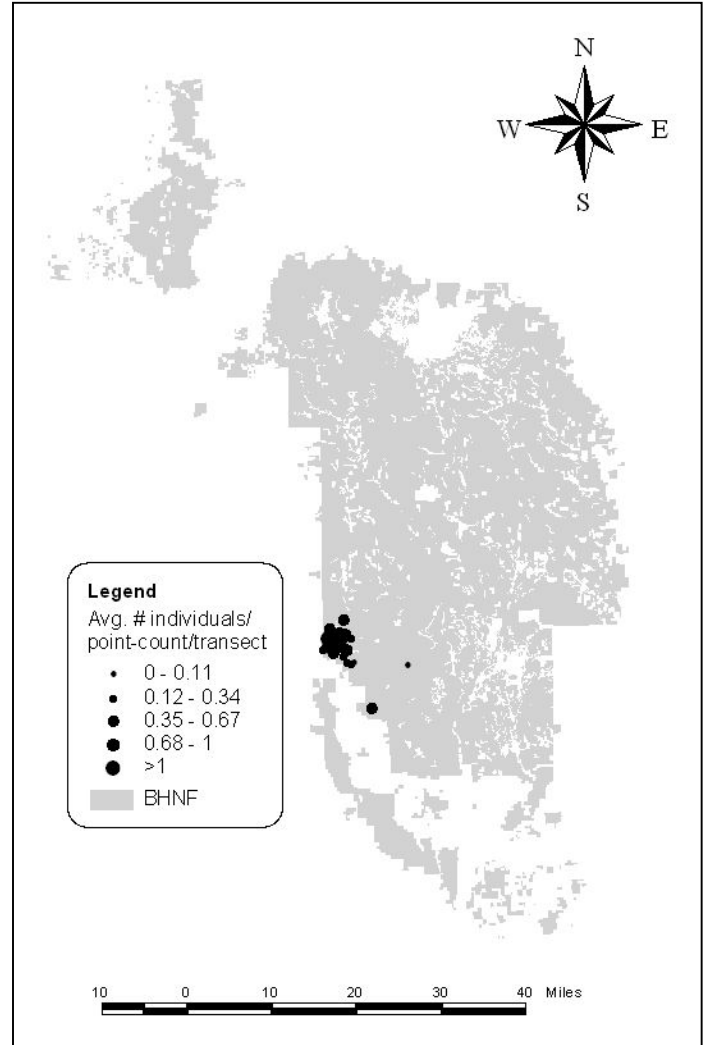 N
W E
S
Legend
Avg. # individuals/
point-count/transect
0 - 0.11
0.12 - 0.34
0.35 - 0.67
0.68 - 1
>1
BHNF
10 0 10 20 30 40 Miles